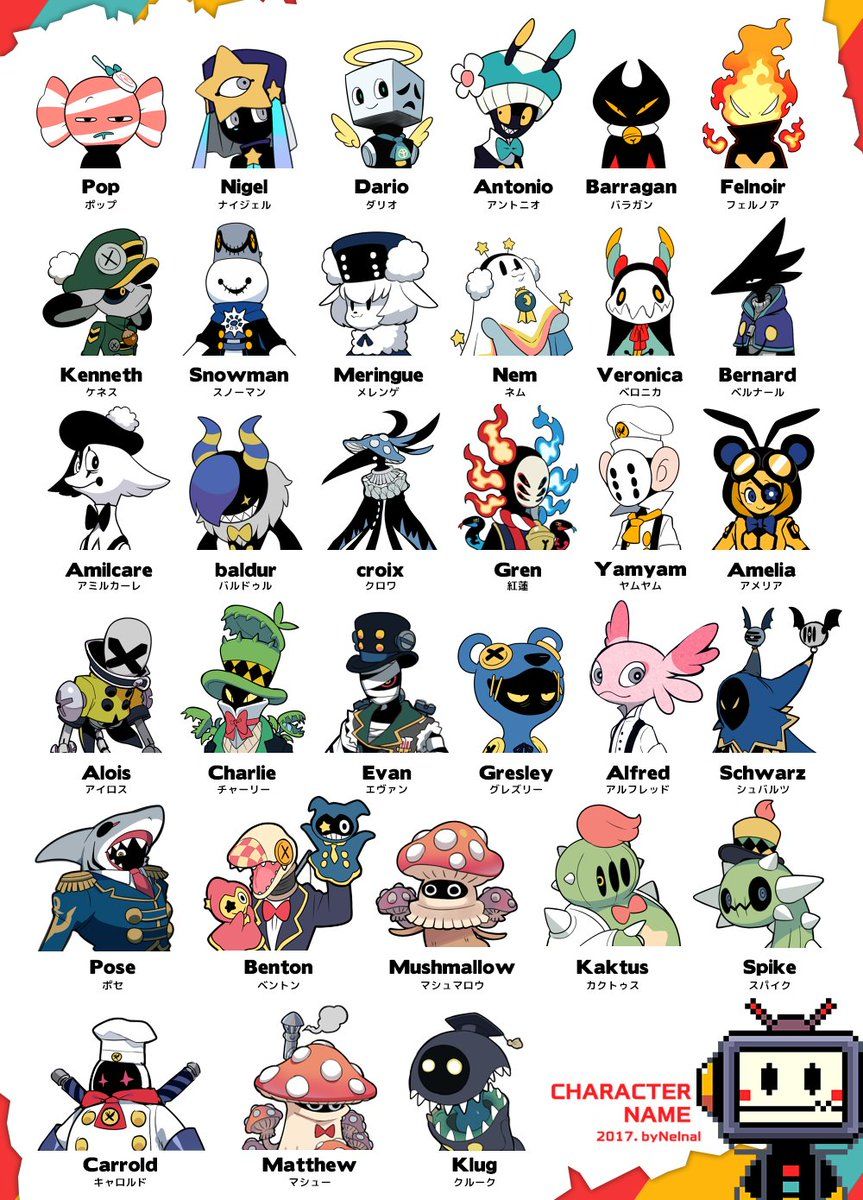 Pop
ポップ
Nigel
ナイジェル
Dario
ダリオ
Antonio
アントニオ
Barragan
バラガン
Felnoir
フェルノア
Kenneth
ケネス
Snowman
スノーマン
Meringue
メレンゲ
Nem
ネム
Veronica
ベロニカ
Bernard
ベルナール
Amilcare
アミルカーレ
baldur
バルドゥル
croix
クロワ
Gren
紅蓮
Yamyam
ヤムヤム
Amelia
アメリア
Alois
アイロス
Charlie
チャーリー
Evan
エヴァン
Gresley
グレズリー
Alfred
アルフレッド
Schwarz
シュバルツ
Pose
ポセ
Benton
ベントン
Mushmallow
マシュマロウ
Kaktus
カクトゥス
Spike
スパイク
Carrold
キャロルド
Matthew
マシュー
Klug
クルーク
CHARACTER
NAME
2017. byNelnal